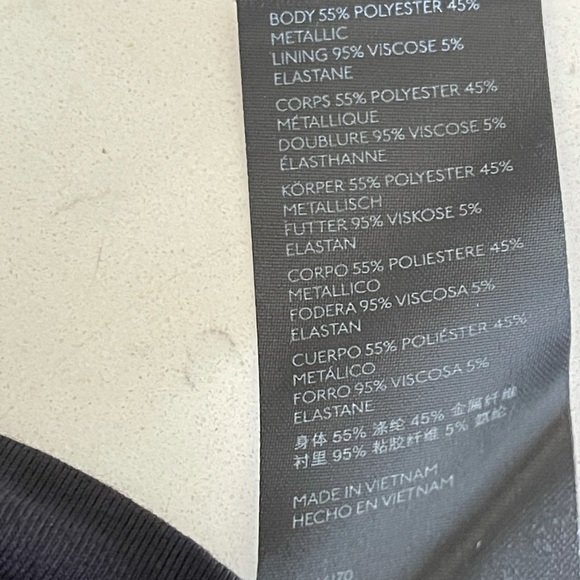 BODY 55% POLYESTER 45%
METALLIC
LINING 95% VISCOSE 5%
ELASTANE
CORPS 55% POLYESTER 45%
MÉTALLIQUE
DOUBLURE 95% VISCOSE 5%
ÉLASTHANNE
KÖRPER 55% POLYESTER 45%
METALLISCH
FUTTER 95% VISKOSE 5%
ELASTAN
CORPO 55% POLIESTERE 45%
METALLICO
FODERA 95% VISCOSA 5%
ELASTAN
CUERPO 55% POLIÉSTER 45%
METÁLICO
FORRO 95% VISCOSA 5%
ELASTANE
身体 55% 涤纶 45% 金属纤维
衬里 95% 粘胶纤维 5% 氨纶
MADE IN VIETNAM
HECHO EN VIETNAM